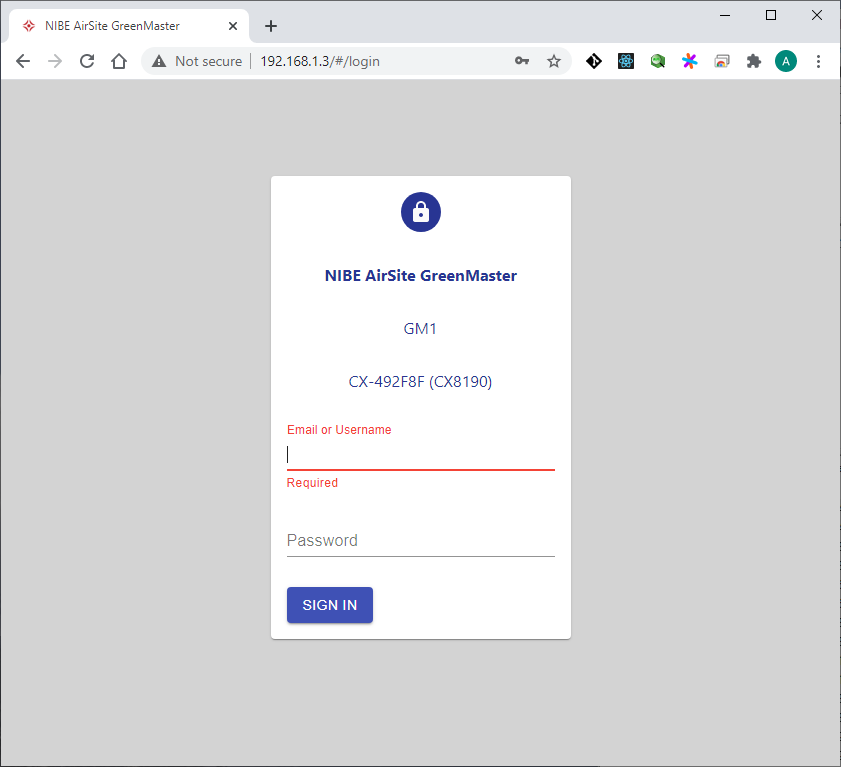 NIBE AirSite GreenMaster
Not secure 192.168.1.3/#/login
A
NIBE AirSite GreenMaster
GM1
CX-492F8F (CX8190)
Email or Username
Required
Password
SIGN IN